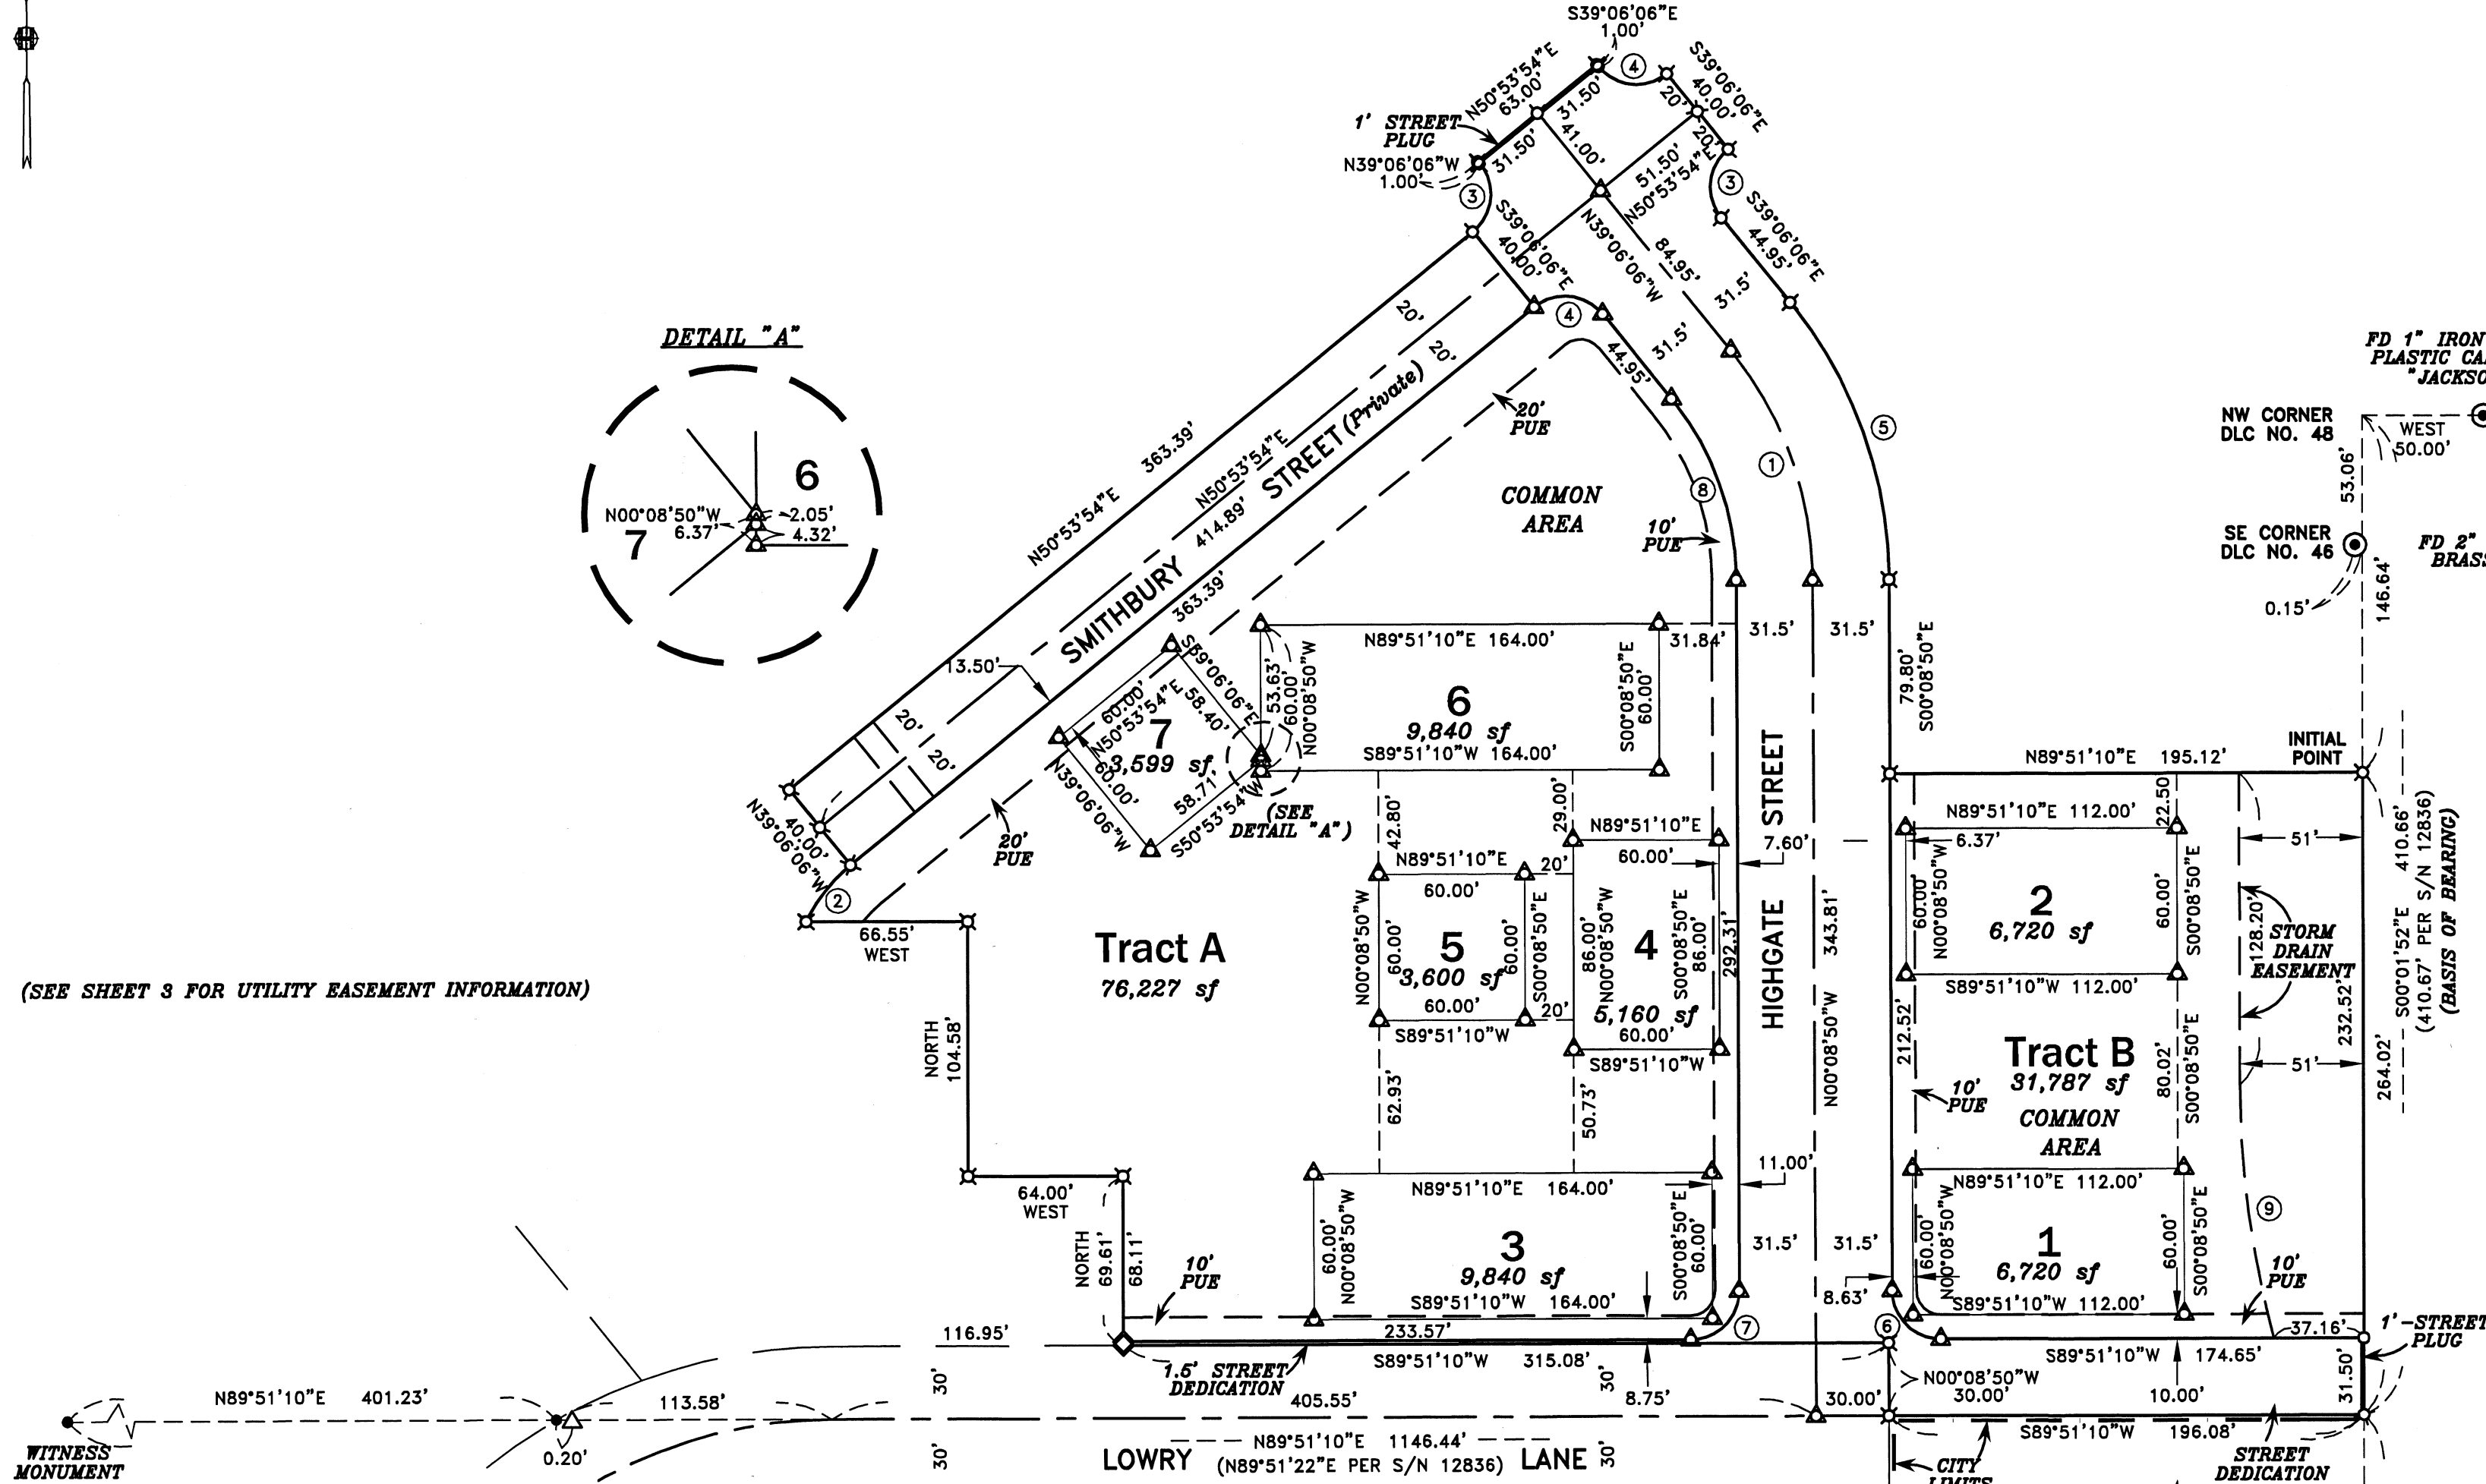 S39°06'06"E
1.00'
4
N50°53'54"E
63.00'
31.50'
S39°06'06"E
40.00'
20'
1' STREET
PLUG
31.50'
41.00'
20'
51.50'
N50°53'54"E
N39°06'06"W
1.00'
3
3
S39°06'06"E
40.00'
N39°06'06"W
84.95'
31.5'
S39°06'06"E
44.95'
4
31.5'
44.95'
20'
20'
DETAIL "A"
6
N00°08'50"W
6.37'
2.05'
4.32'
7
363.39'
N50°53'54"E
N50°53'54"E
414.89'
SMITHBURY STREET (Private)
363.39'
20'
PUE
COMMON
AREA
8
1
5
10'
PUE
FD 1" IRON
NW CORNER
DLC NO. 48
WEST
50.00'
53.06'
SE CORNER
DLC NO. 46
FD 2"
0.15'
146.64'
13.50'
20'
20'
S39°06'06"E
58.40'
60.00'
N50°53'54"E
7
3,599 sf
60.00'
N39°06'06"W
58.71'
S50°53'54"W
(SEE
DETAIL "A")
53.63'
60.00'
N00°08'50"W
N89°51'10"E 164.00'
31.84'
31.5'
31.5'
6
9,840 sf
S00°08'50"E
60.00'
S89°51'10"W 164.00'
79.80'
S00°08'50"E
N89°51'10"E 195.12'
INITIAL
POINT
N39°06'06"W
40.00'
2
20'
PUE
66.55'
WEST
42.80'
29.00'
N89°51'10"E
60.00'
7.60'
N89°51'10"E
60.00'
20'
N00°08'50"W
60.00'
5
3,600 sf
60.00'
S00°08'50"E
60.00'
20'
S89°51'10"W
86.00'
N00°08'50"W
4
5,160 sf
S00°08'50"E
86.00'
60.00'
S89°51'10"W
292.31'
HIGHGATE STREET
343.81'
N00°08'50"W
N89°51'10"E 112.00'
22.50
6.37'
60.00'
N00°08'50"W
2
6,720 sf
60.00'
S00°08'50"E
S89°51'10"W 112.00'
51'
128.20'
STORM
DRAIN
EASEMENT
51'
232.52'
264.02'
S00°01'52"E 410.66'
(410.67' PER S/N 12836)
(BASIS OF BEARING)
(SEE SHEET 3 FOR UTILITY EASEMENT INFORMATION)
Tract A
76,227 sf
NORTH
104.58'
212.52'
10'
PUE
Tract B
31,787 sf
COMMON
AREA
80.02'
S00°08'50"E
62.93'
50.73'
64.00'
WEST
N89°51'10"E 164.00'
11.00'
N89°51'10"E 112.00'
NORTH
69.61'
68.11'
10'
PUE
60.00'
N00°08'50"W
3
9,840 sf
S00°08'50"E
60.00'
S89°51'10"W 164.00'
31.5'
31.5'
8.63'
60.00'
N00°08'50"W
1
6,720 sf
60.00'
S00°08'50"E
S89°51'10"W 112.00'
9
10'
PUE
37.16'
1'-STREET
PLUG
116.95'
233.57'
7
6
S89°51'10"W 315.08'
1.5' STREET
DEDICATION
S89°51'10"W 174.65'
31.50'
N00°08'50"W
N89°51'10"E 401.23'
113.58'
30'
405.55'
30'
8.75'
30.00'
30.00'
10.00'
S89°51'10"W 196.08'
WITNESS
MONUMENT
0.20'
30'
LOWRY LANE
N89°51'10"E 1146.44'
(N89°51'22"E PER S/N 12836)
30'
CITY
STREET
DEDICATION